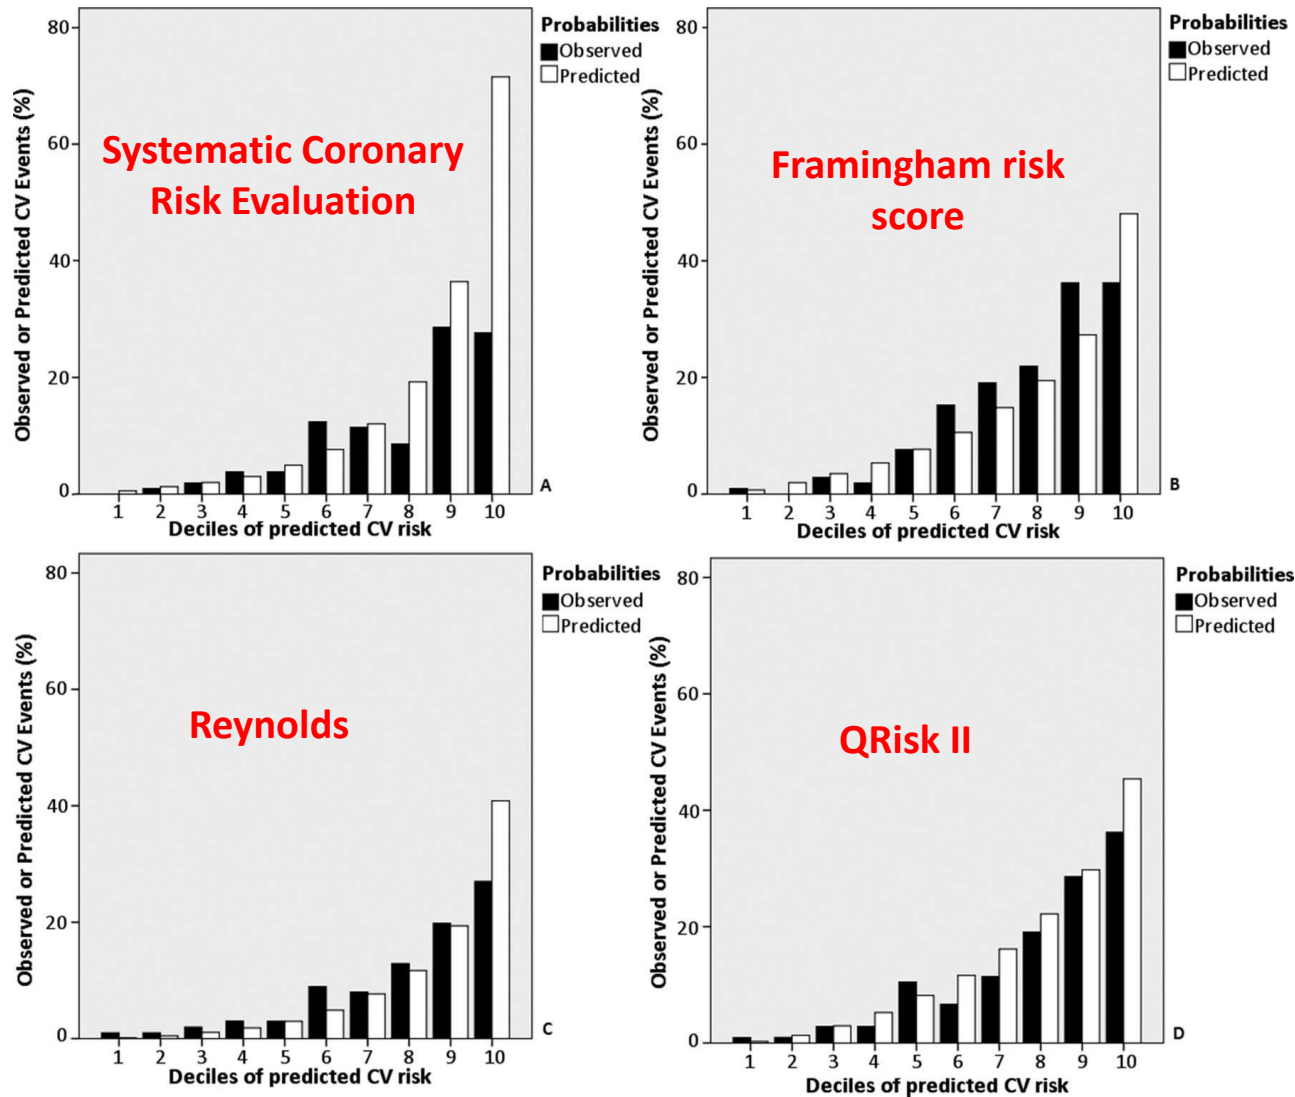 Observed or Predicted CV Events (%)
80
60
40
20
0
Systematic Coronary
Risk Evaluation
1 2 3 4 5 6 7 8 9 10
Deciles of predicted CV risk
Probabilities
Observed
Predicted
A
Observed or Predicted CV Events (%)
80
60
40
20
0
Framingham risk
score
1 2 3 4 5 6 7 8 9 10
Deciles of predicted CV risk
Probabilities
Observed
Predicted
B
Observed or Predicted CV Events (%)
80
60
40
20
0
Reynolds
1 2 3 4 5 6 7 8 9 10
Deciles of predicted CV risk
Probabilities
Observed
Predicted
C
Observed or Predicted CV Events (%)
80
60
40
20
0
QRisk II
1 2 3 4 5 6 7 8 9 10
Deciles of predicted CV risk
Probabilities
Observed
Predicted
D